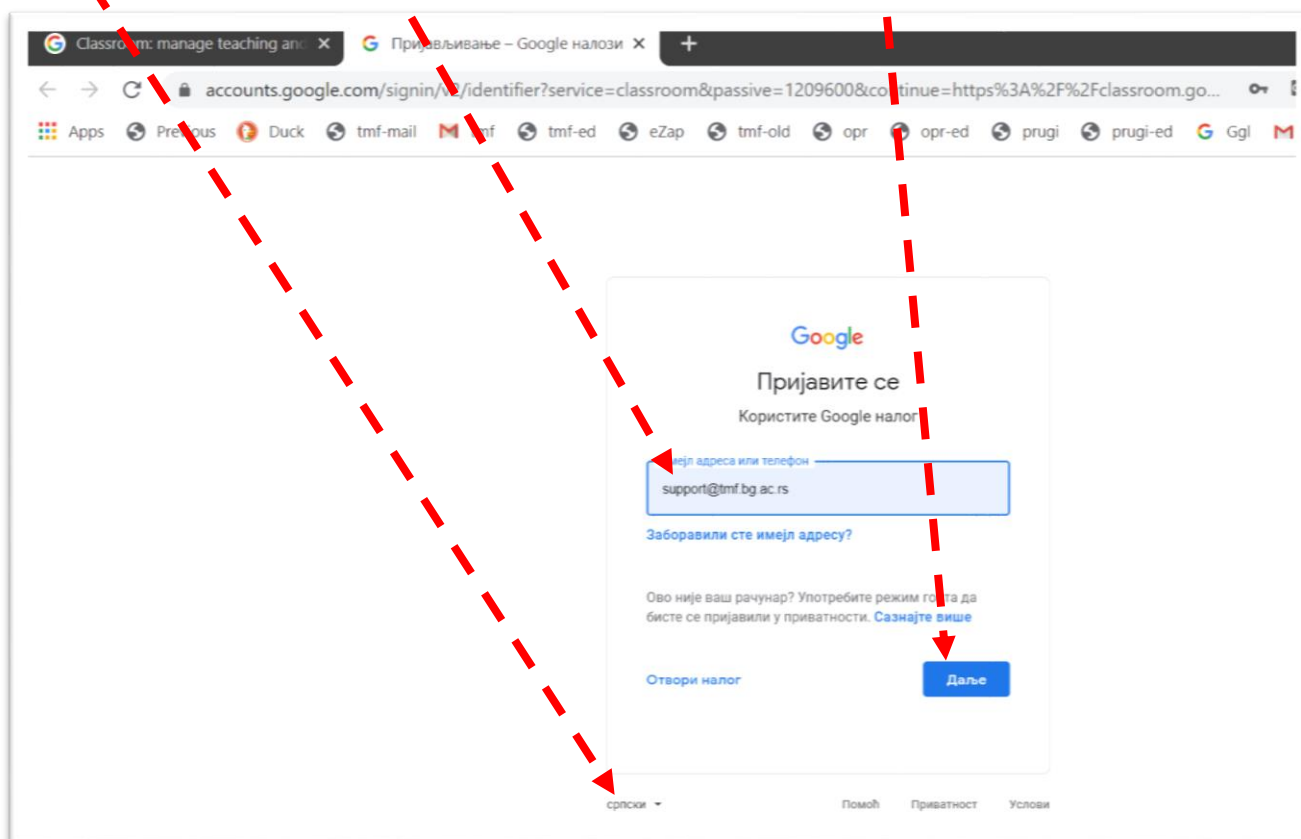 Classroom: manage teaching and
Пријављивање – Google налози
accounts.google.com/signin/v2/identifier?service=classroom&passive=1209600&continue=https%3A%2F%2Fclassroom.go...
Apps Previous Duck tmf-mail tmf tmf-ed eZap tmf-old opr opr-ed prugi prugi-ed Ggl
Google
Пријавите се
Користите Google налог
Имејл адреса или телефон
support@tmf.bg.ac.rs
Заборавили сте имејл адресу?
Ово није ваш рачунар? Употребите режим госта да
бисте се пријавили у приватности. Сазнајте више
Отвори налог Даље
српски Помоћ Приватност Услови